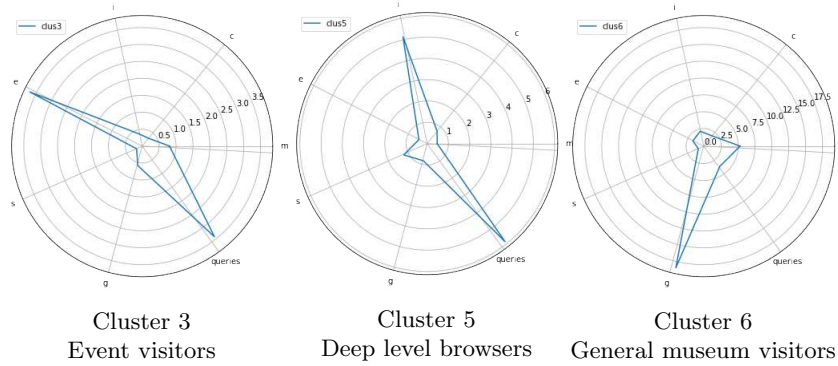 i
clus3
c
e
3.5
3.0
2.5
2.0
1.5
1.0
0.5
m
s
queries
g
Cluster 3
Event visitors
i
clus5
c
e
6
5
4
3
2
1
m
s
queries
g
Cluster 5
Deep level browsers
i
clus6
c
e
17.5
15.0
12.5
10.0
7.5
5.0
2.5
0.0
m
s
queries
g
Cluster 6
General museum visitors